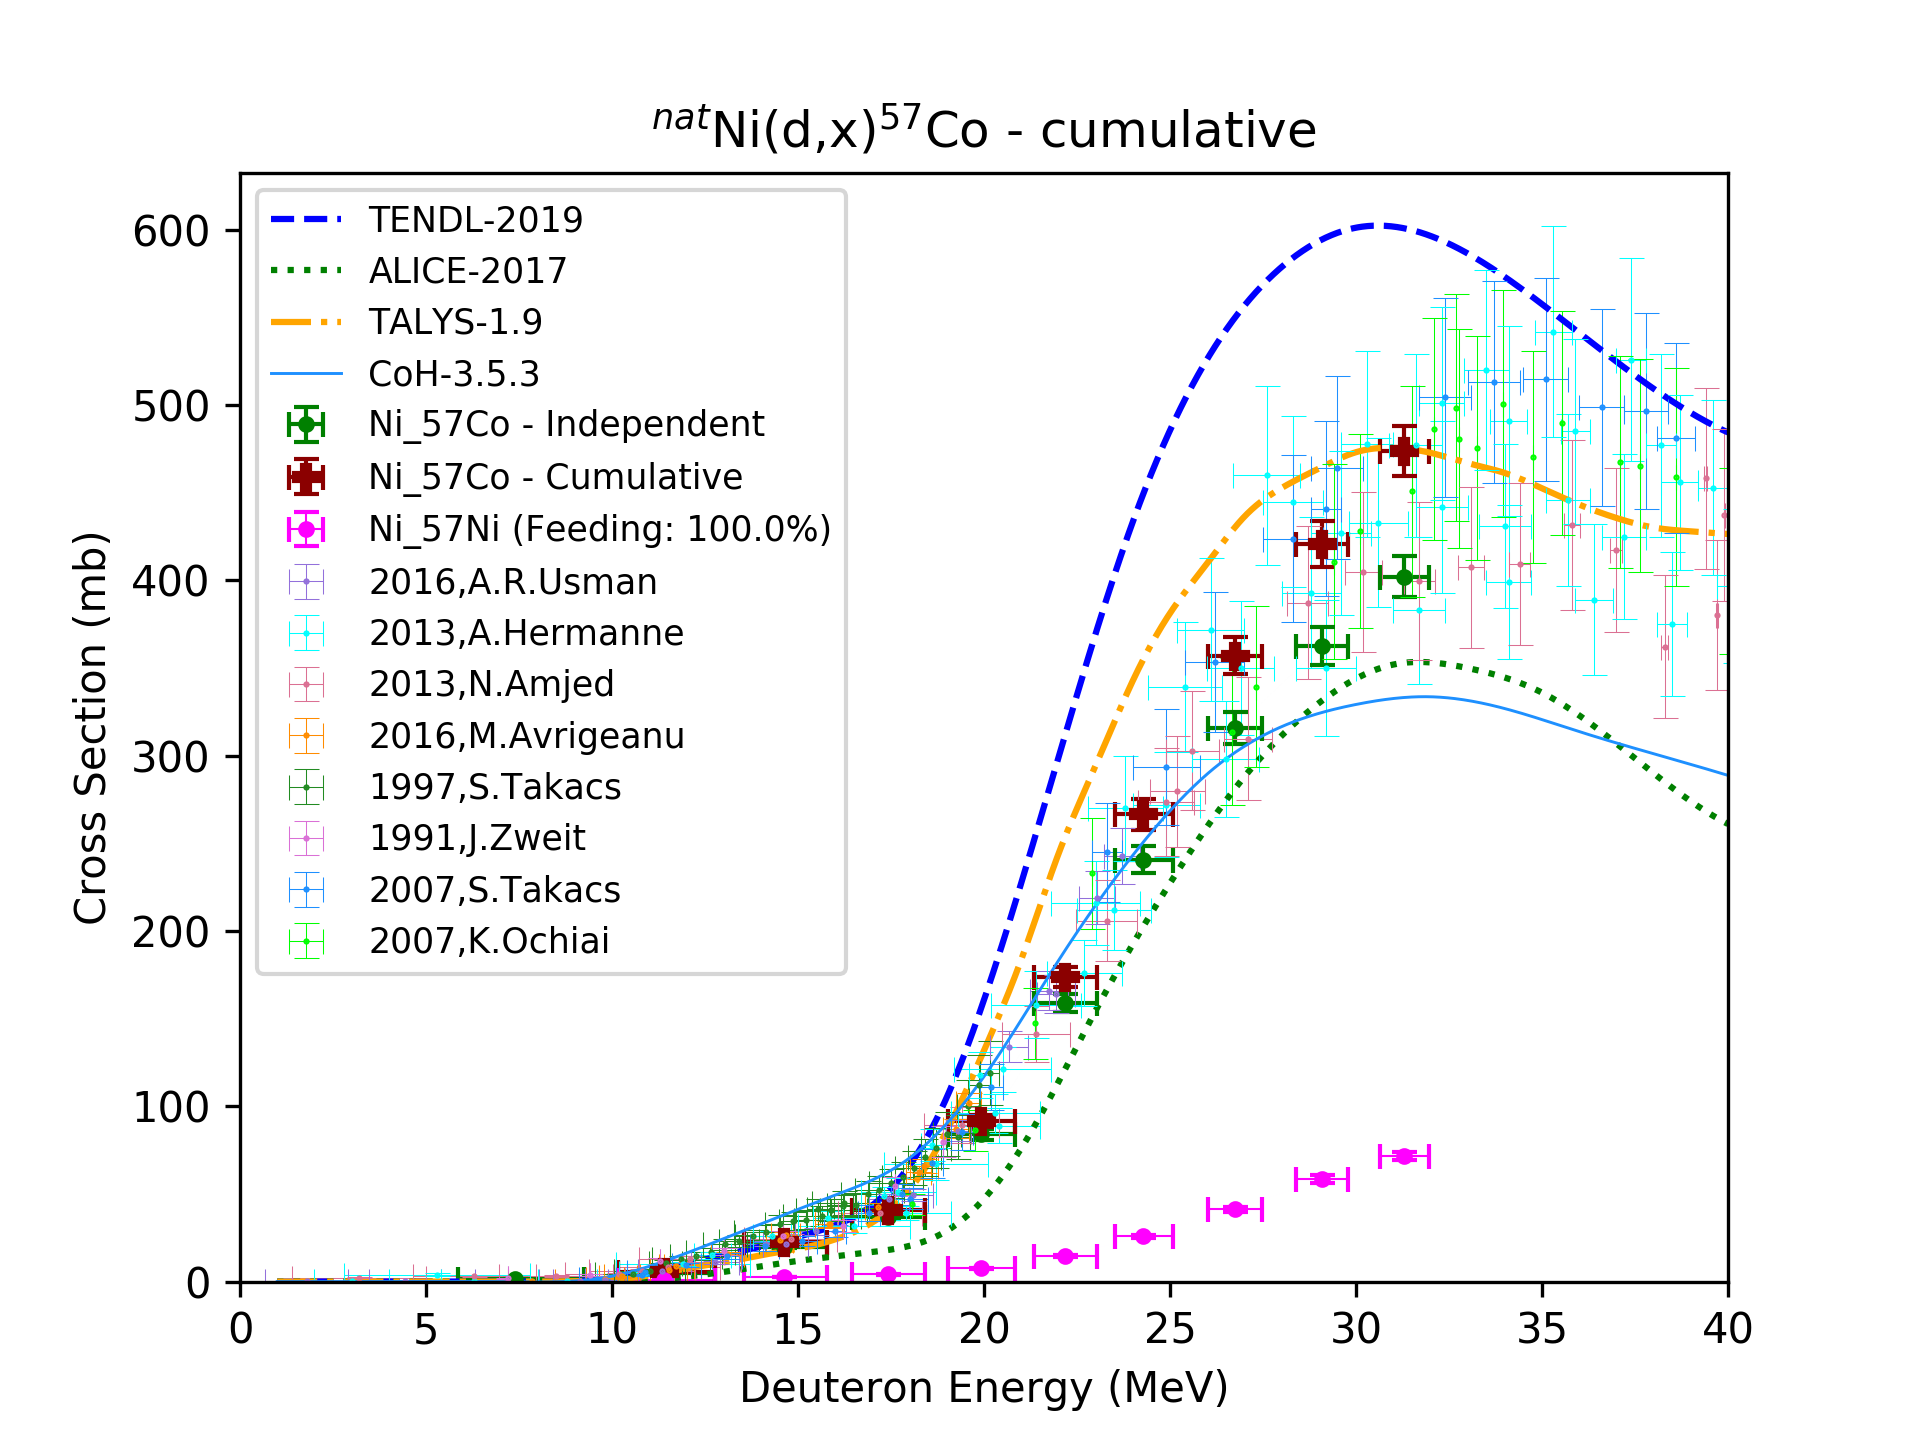 natNi(d,x)57Co - cumulative
TENDL-2019
ALICE-2017
TALYS-1.9
CoH-3.5.3
Ni_57Co - Independent
Ni_57Co - Cumulative
Ni_57Ni (Feeding: 100.0%)
2016,A.R.Usman
2013,A.Hermanne
2013,N.Amjed
2016,M.Avrigeanu
1997,S.Takacs
1991,J.Zweit
2007,S.Takacs
2007,K.Ochiai
Cross Section (mb)
600
500
400
300
200
100
0
0 5 10 15 20 25 30 35 40
Deuteron Energy (MeV)